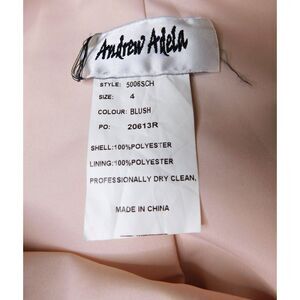 Andrew Adela
STYLE: 5006SCH
SIZE: 4
COLOUR: BLUSH
PO: 20613R
SHELL:100%POLYESTER
LINING:100%POLYESTER
PROFESSIONALLY DRY CLEAN,
MADE IN CHINA